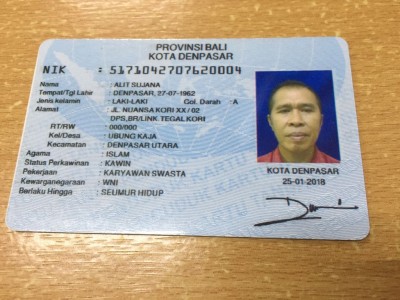 PROVINSI BALI
KOTA DENPASAR
NIK : 5171042707620004
Nama : ALIT SUJANA
Tempat/Tgl Lahir : DENPASAR, 27-07-1962
Jenis kelamin : LAKI-LAKI Gol. Darah : A
Alamat : JL. NUANSA KORI XX / 02
DPS,BR/LINK TEGAL KORI
RT/RW : 000/000
Kel/Desa : UBUNG KAJA
Kecamatan : DENPASAR UTARA
Agama : ISLAM
Status Perkawinan : KAWIN
Pekerjaan : KARYAWAN SWASTA
Kewarganegaraan : WNI
Berlaku Hingga : SEUMUR HIDUP
KOTA DENPASAR
25-01-2018